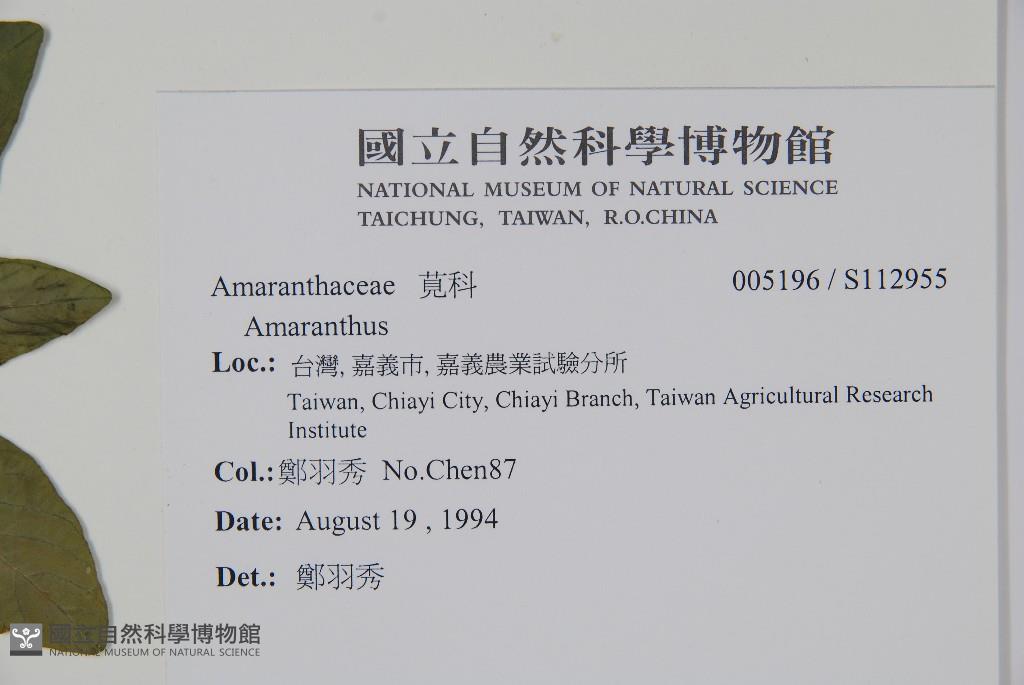 國立自然科學博物館
NATIONAL MUSEUM OF NATURAL SCIENCE
TAICHUNG, TAIWAN, R.O.CHINA
Amaranthaceae 莧科 005196 / S112955
Amaranthus
Loc.: 台灣, 嘉義市, 嘉義農業試驗分所
Taiwan, Chiayi City, Chiayi Branch, Taiwan Agricultural Research
Institute
Col.: 鄭羽秀 No.Chen87
Date: August 19 , 1994
Det.: 鄭羽秀
國立自然科學博物館
NATIONAL MUSEUM OF NATURAL SCIENCE